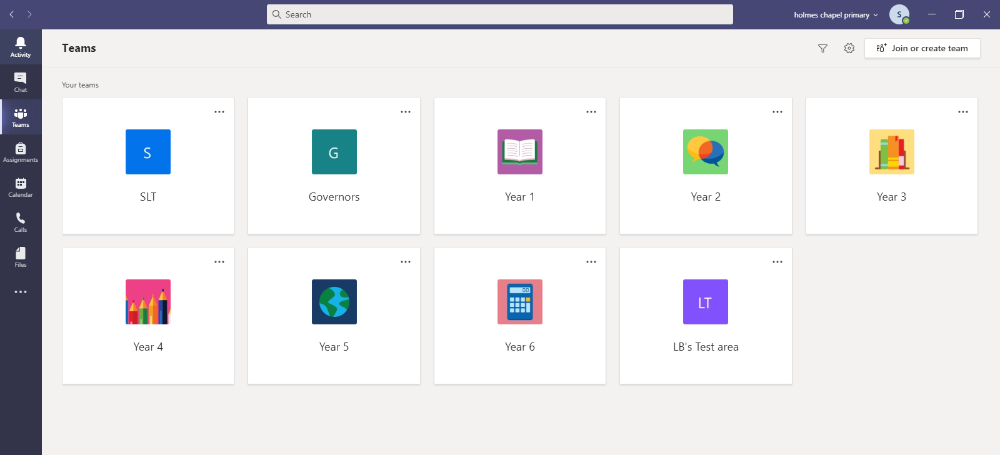 Search
holmes chapel primary
S
Activity
Chat
Teams
Assignments
Calendar
Calls
Files
Teams
Join or create team
Your teams
S
SLT
G
Governors
Year 1
Year 2
Year 3
Year 4
Year 5
00
Year 6
LT
LB's Test area